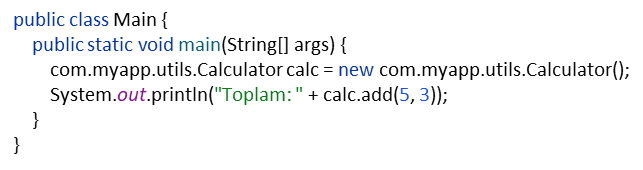 public class Main {
public static void main(String[] args) {
com.myapp.utils.Calculator calc = new com.myapp.utils.Calculator();
System.out.println("Toplam: " + calc.add(5, 3));
}
}